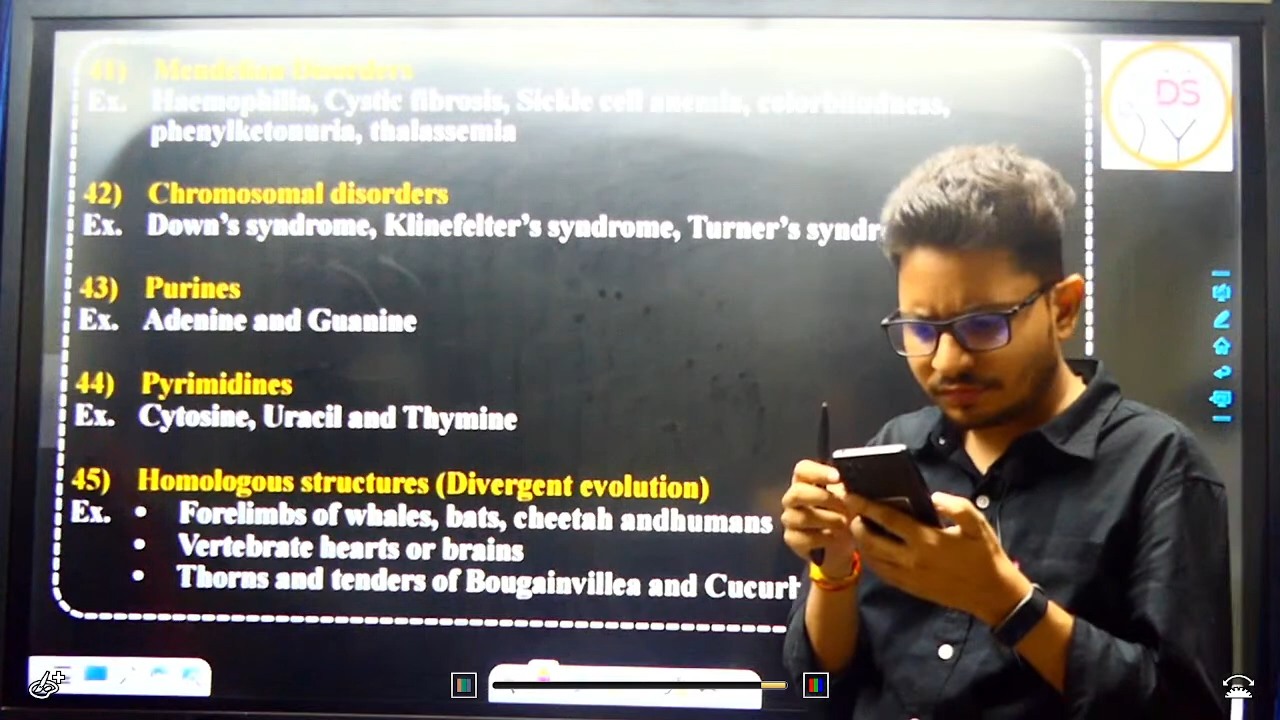 41) Mendelian Disorders
Ex. Haemophilia, Cystic fibrosis, Sickle cell anemia, colorblindness,
phenylketonuria, thalassemia
42) Chromosomal disorders
Ex. Down's syndrome, Klinefelter's syndrome, Turner's syndr
43) Purines
Ex. Adenine and Guanine
44) Pyrimidines
Ex. Cytosine, Uracil and Thymine
45) Homologous structures (Divergent evolution)
Ex. • Forelimbs of whales, bats, cheetah andhumans
• Vertebrate hearts or brains
• Thorns and tenders of Bougainvillea and Cucur
DS